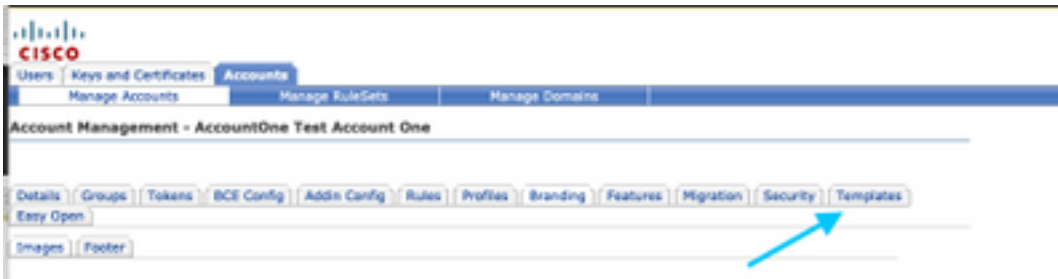 CISCO
Users Keys and Certificates Accounts
Manage Accounts Manage RuleSets Manage Domains
Account Management - AccountOne Test Account One
Details Groups Tokens BCE Config Addin Config Rules Profiles Branding Features Migration Security Templates
Easy Open
Images Footer